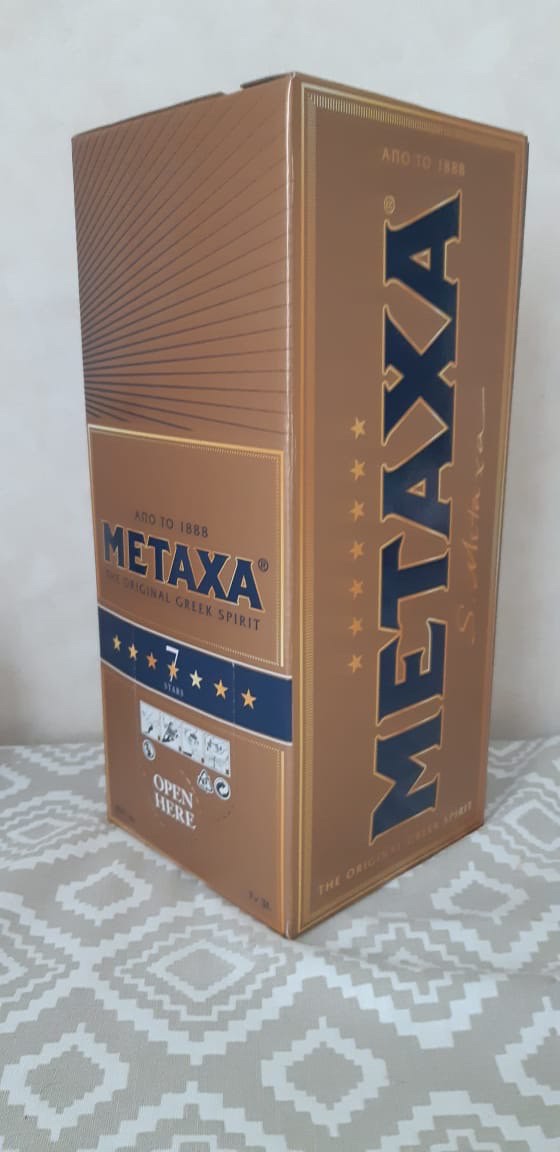 ΑΠΟ ΤΟ 1888
METAXA®
THE ORIGINAL GREEK SPIRIT
7
STARS
OPEN
HERE
ΑΠΟ ΤΟ 1888
METAXA®
S. Metaxa
THE ORIGINAL GREEK SPIRIT